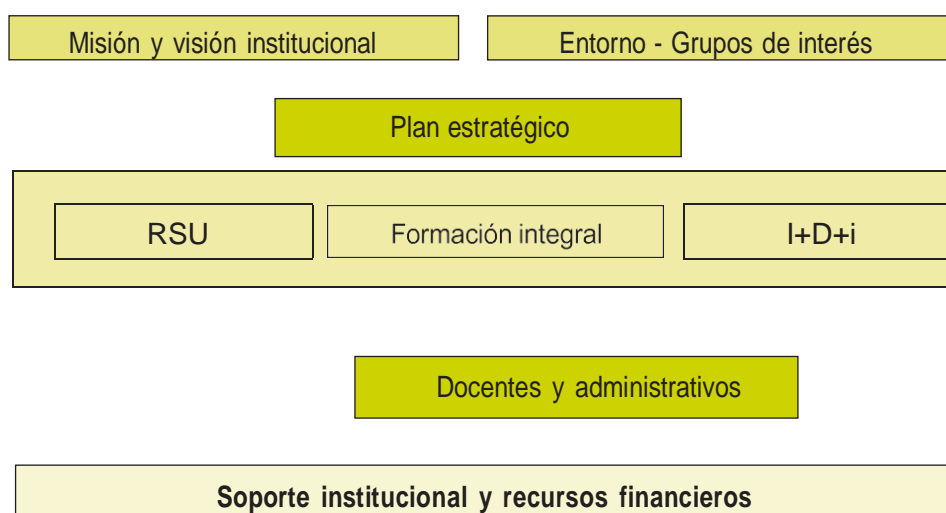 Misión y visión institucional
Entorno - Grupos de interés
Plan estratégico
RSU
Formación integral
I+D+i
Docentes y administrativos
Soporte institucional y recursos financieros